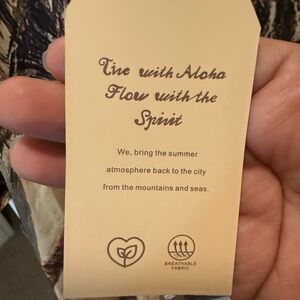 Tive with Aloha
Flow with the
Spirit
We, bring the summer
atmosphere back to the city
from the mountains and seas.
BREATHABLE
FABRIC